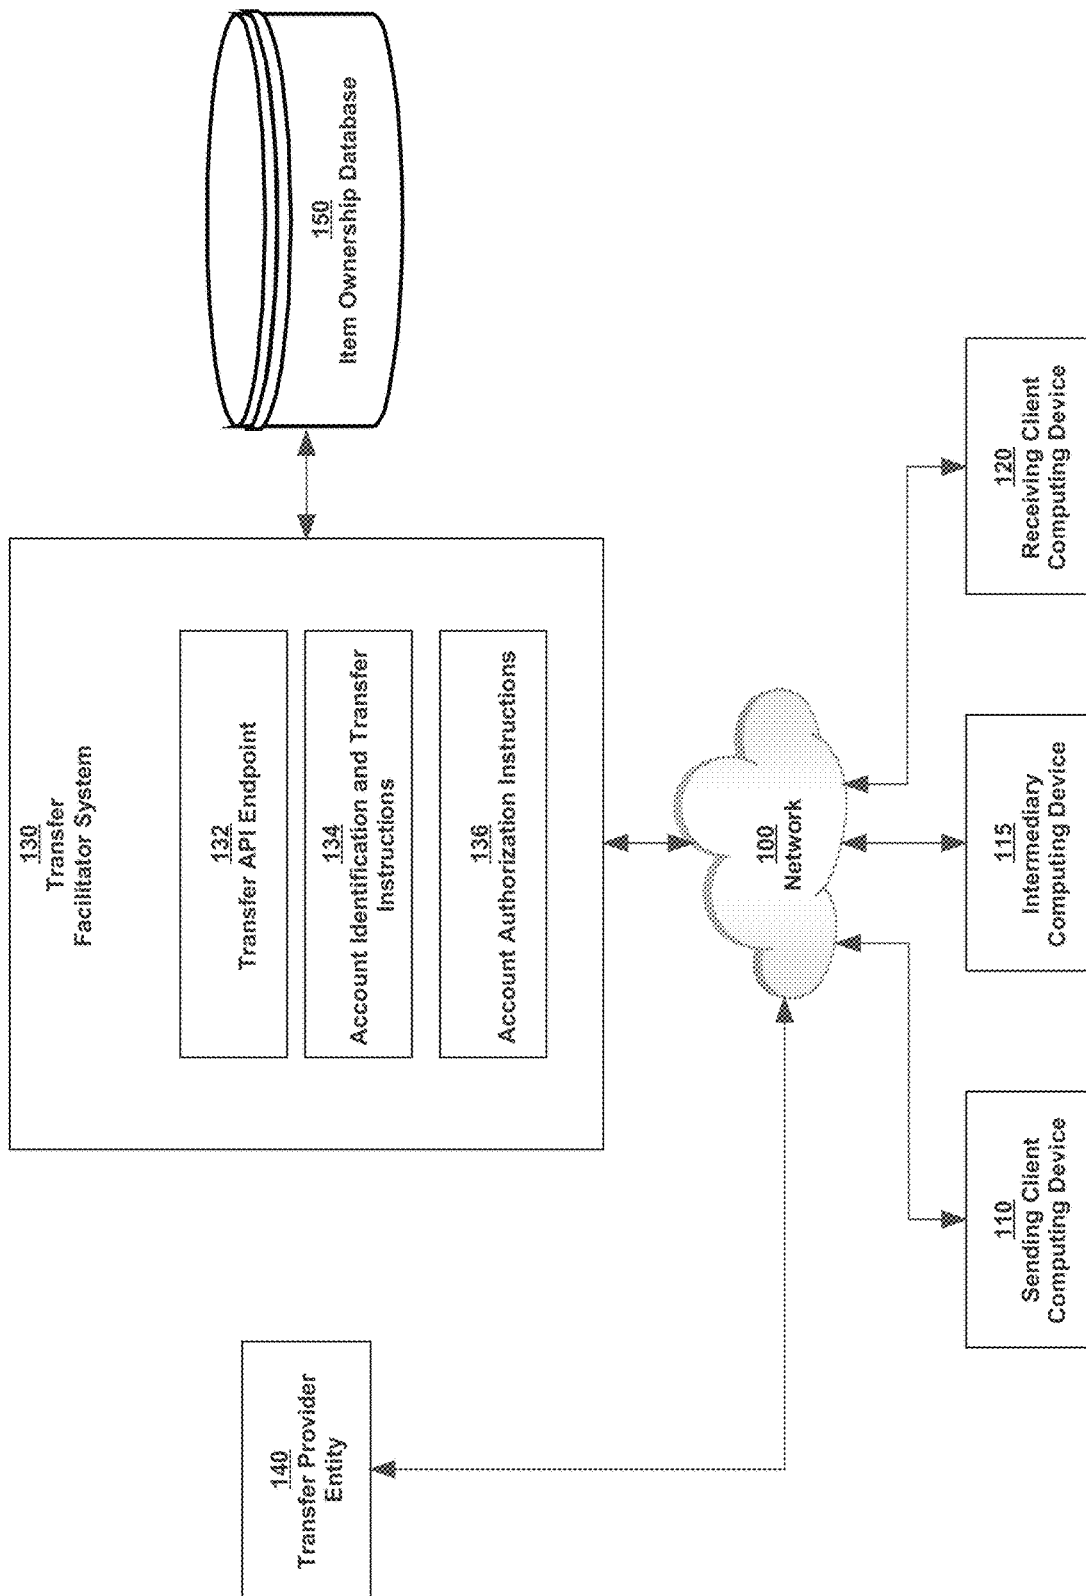 130
Transfer
Facilitator System
132
Transfer API Endpoint
134
Account Identification and Transfer
Instructions
136
Account Authorization Instructions
150
Item Ownership Database
140
Transfer Provider
Entity
100
Network
110
Sending Client
Computing Device
115
Intermediary
Computing Device
120
Receiving Client
Computing Device